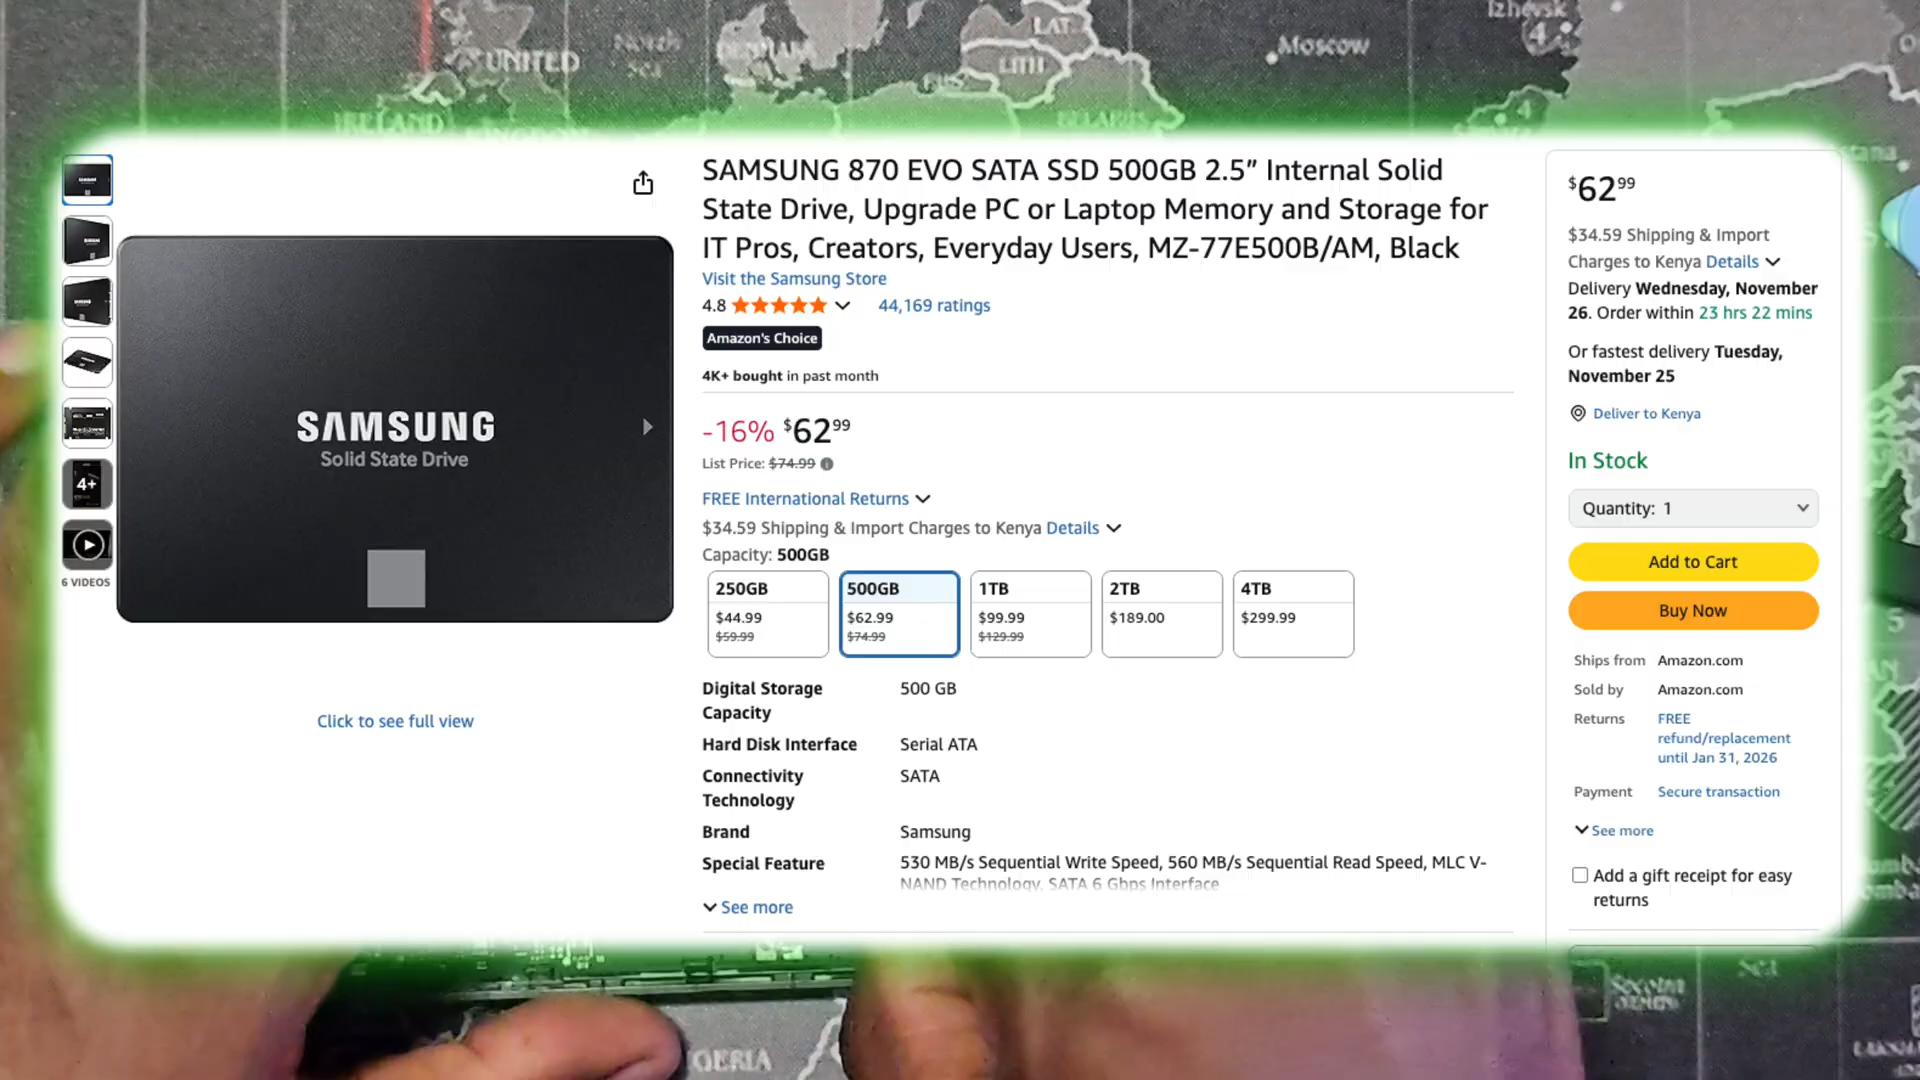 UNITED
LAT.
LITH
Moscow
IRELAND
KINGDOM
BELARUS
SAMSUNG
Solid State Drive
4+
6 VIDEOS
Click to see full view
SAMSUNG 870 EVO SATA SSD 500GB 2.5” Internal Solid
State Drive, Upgrade PC or Laptop Memory and Storage for
IT Pros, Creators, Everyday Users, MZ-77E500B/AM, Black
Visit the Samsung Store
4.8
44,169 ratings
Amazon's Choice
4K+ bought in past month
-16% $6299
List Price: $74.99
FREE International Returns
$34.59 Shipping & Import Charges to Kenya Details
Capacity: 500GB
250GB
$44.99
$59.99
500GB
$62.99
$74.99
1TB
$99.99
$129.99
2TB
$189.00
4TB
$299.99
Digital Storage
Capacity
500 GB
Hard Disk Interface
Serial ATA
Connectivity
Technology
SATA
Brand
Samsung
Special Feature
530 MB/s Sequential Write Speed, 560 MB/s Sequential Read Speed, MLC V-
NAND Technology, SATA 6 Gbps Interface
See more
$6299
$34.59 Shipping & Import
Charges to Kenya Details
Delivery Wednesday, November
26. Order within 23 hrs 22 mins
Or fastest delivery Tuesday,
November 25
Deliver to Kenya
In Stock
Quantity: 1
Add to Cart
Buy Now
Ships from Amazon.com
Sold by Amazon.com
Returns FREE
refund/replacement
until Jan 31, 2026
Payment Secure transaction
See more
Add a gift receipt for easy
returns